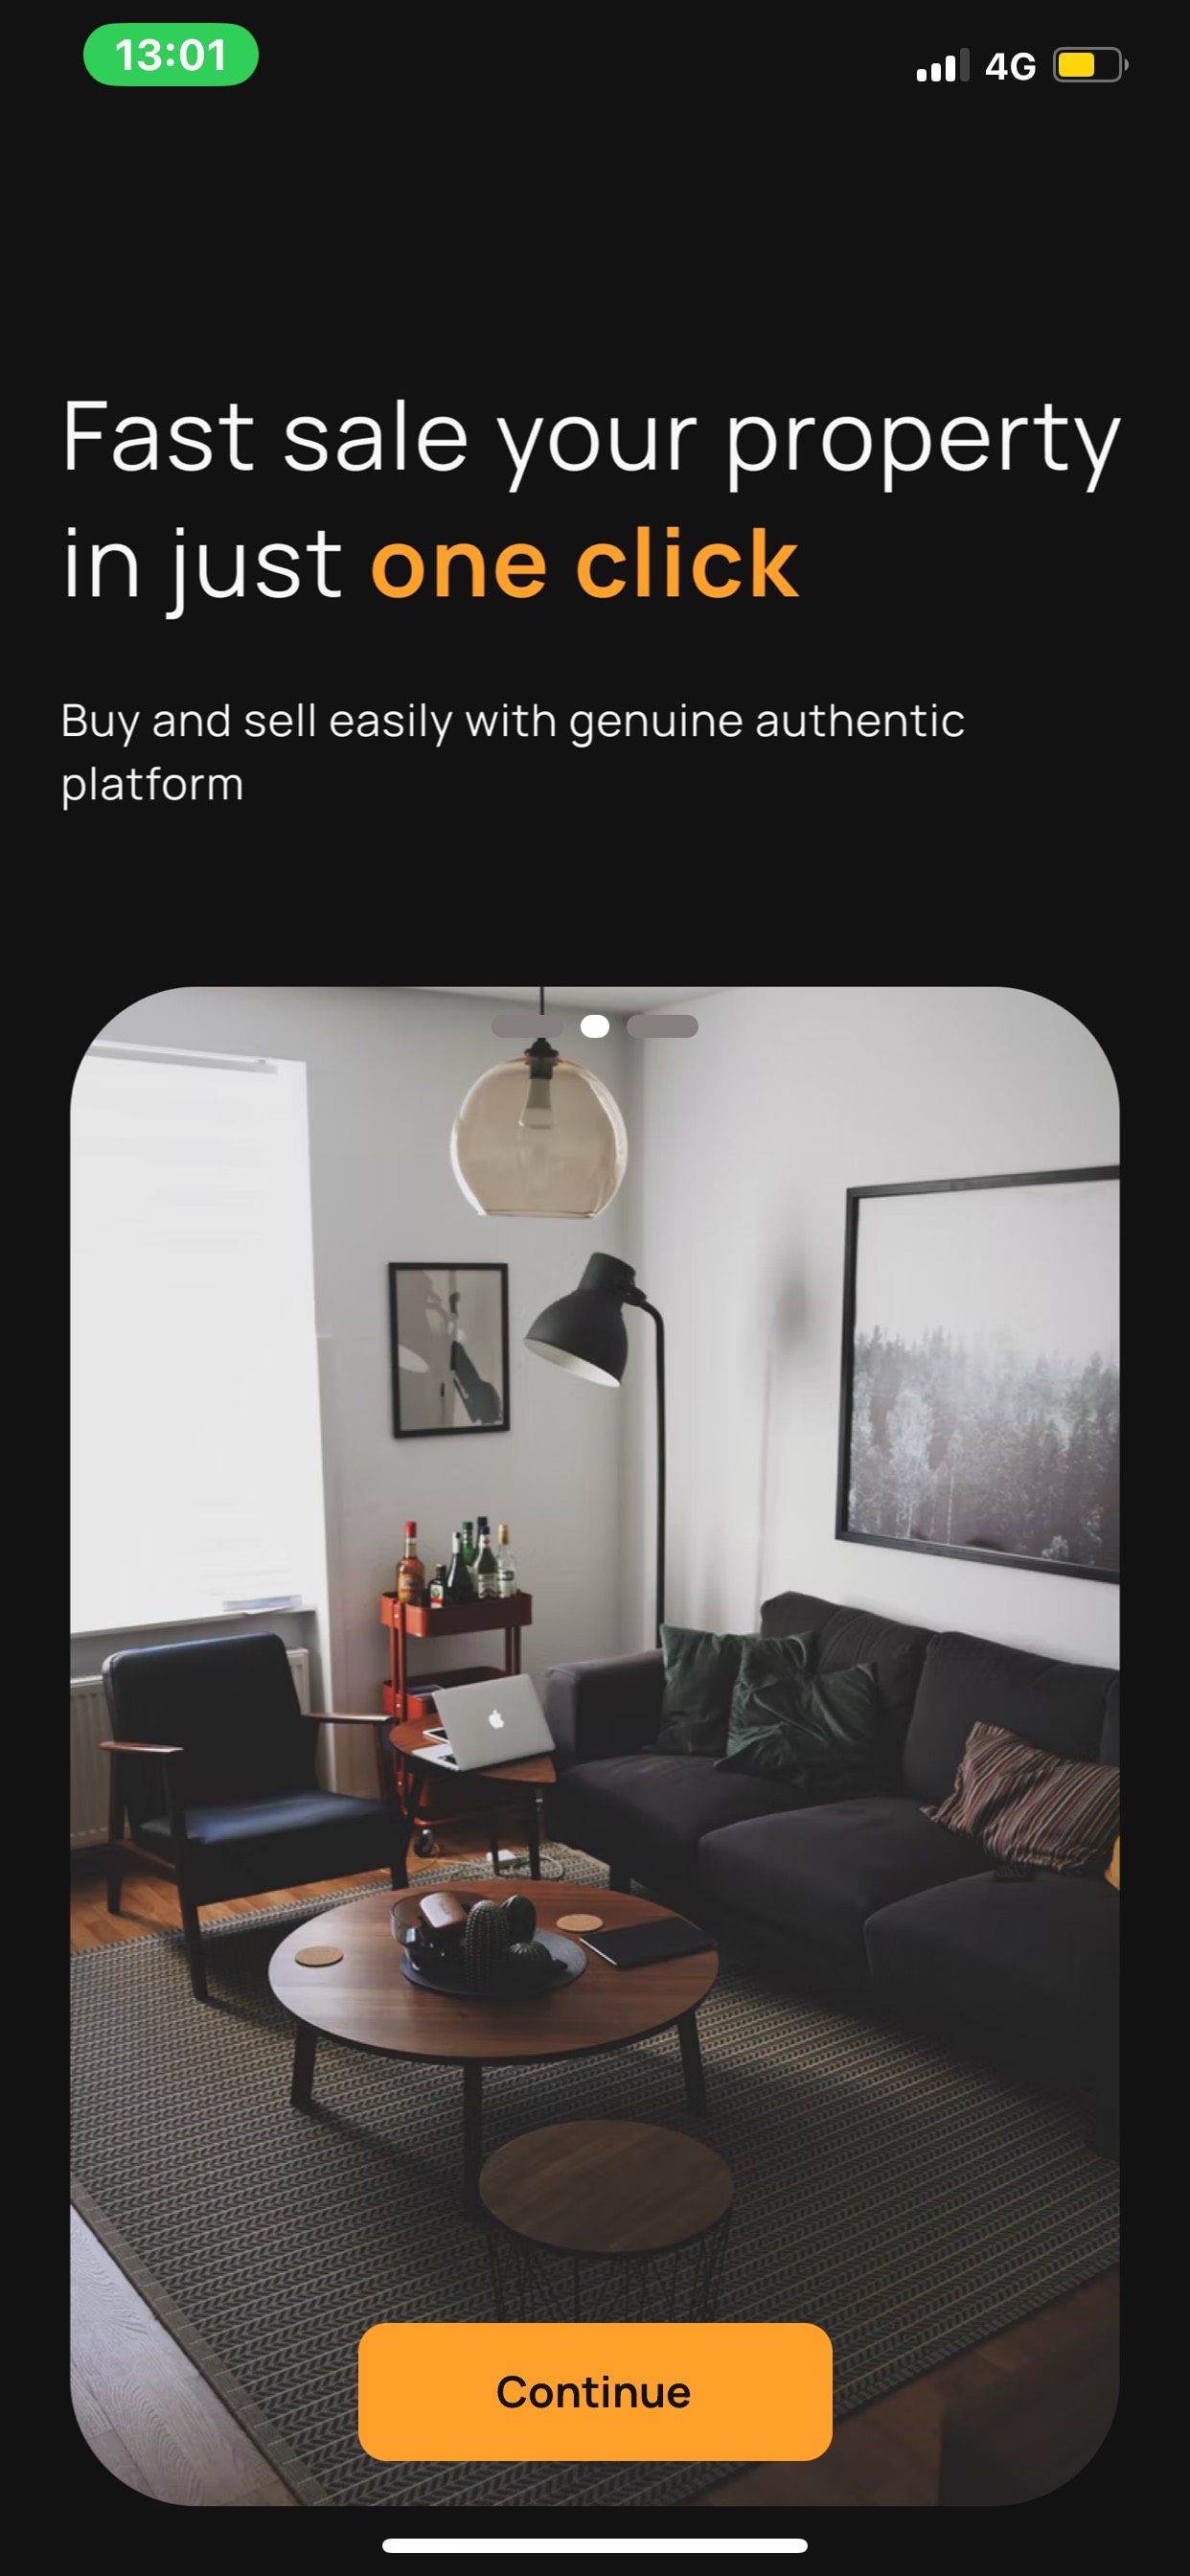 13:01
4G
Fast sale your property
in just one click
Buy and sell easily with genuine authentic
platform
Continue